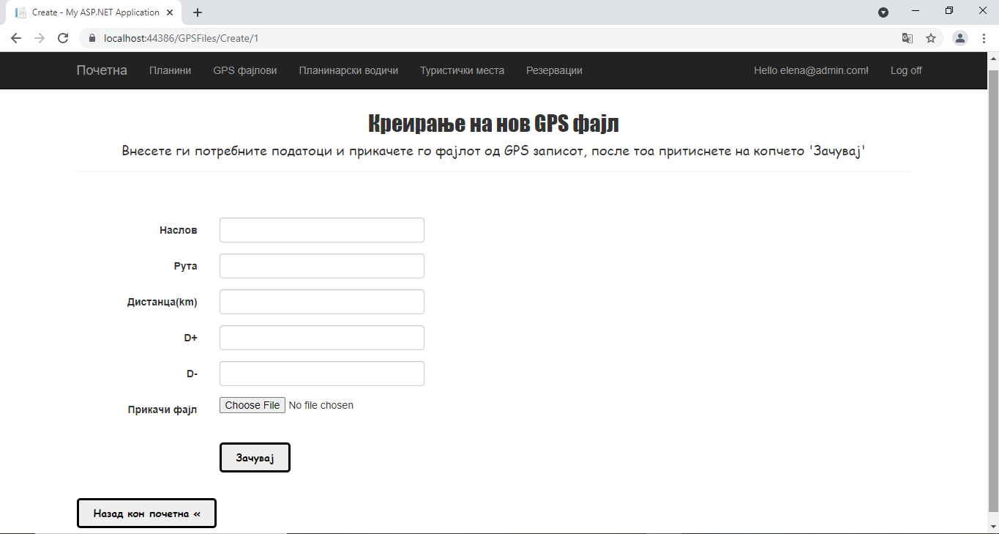 Create - My ASP.NET Application
localhost:44386/GPSFiles/Create/1
Почетна Планини GPS фајлови Планинарски водичи Туристички места Резервации Hello elena@admin.com! Log off
Креирање на нов GPS фајл
Внесете ги потребните податоци и прикачете го фајлот од GPS записот, после тоа притиснете на копчето 'Зачувај'
Наслов
Рута
Дистанца(km)
D+
D-
Прикачи фајл Choose File No file chosen
Зачувај
Назад кон почетна «